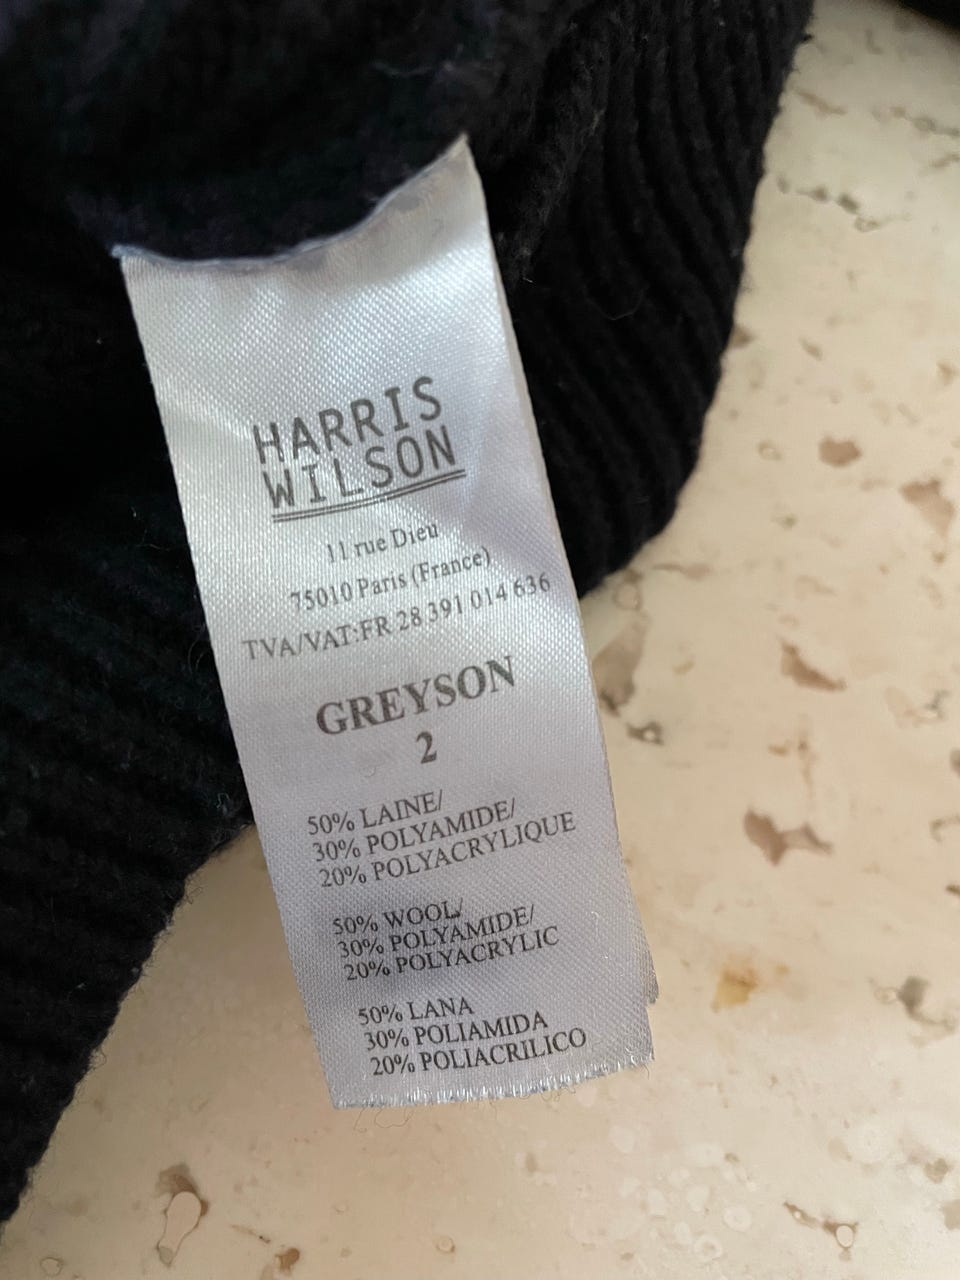 HARRIS
WILSON
11 rue Dieu
75010 Paris (France)
TVA/VAT:FR 28 391 014 636
GREYSON
2
50% LAINE/
30% POLYAMIDE/
20% POLYACRYLIQUE
50% WOOL/
30% POLYAMIDE/
20% POLYACRYLIC
50% LANA
30% POLIAMIDA
20% POLIACRILICO